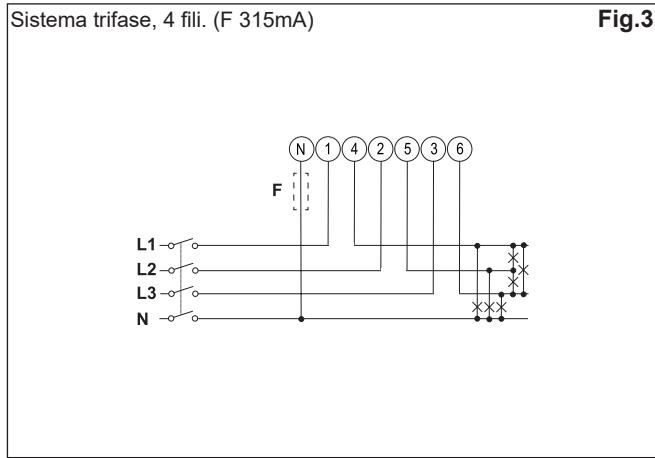 Sistema trifase, 4 fili. (F 315mA) Fig.3
N 1 4 2 5 3 6
F
L1
L2
L3
N